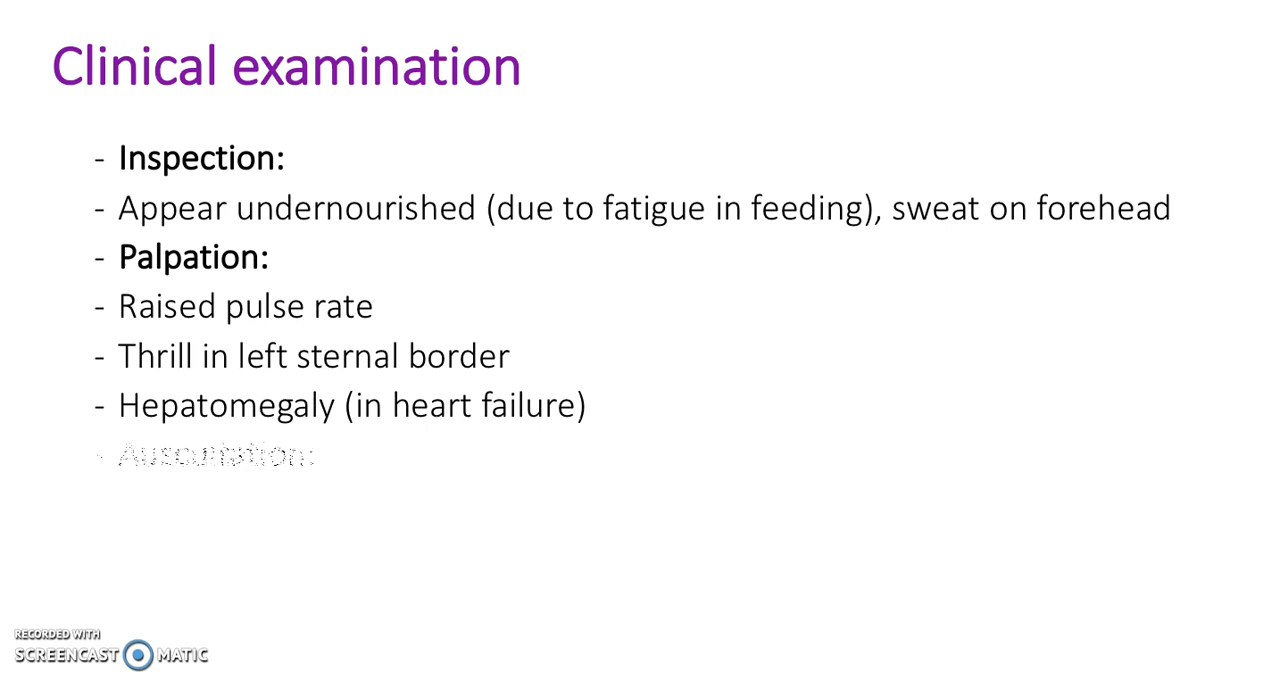 Clinical examination
- Inspection:
- Appear undernourished (due to fatigue in feeding), sweat on forehead
- Palpation:
- Raised pulse rate
- Thrill in left sternal border
- Hepatomegaly (in heart failure)
- Auscultation:
RECORDED WITH
SCREENCAST MATIC